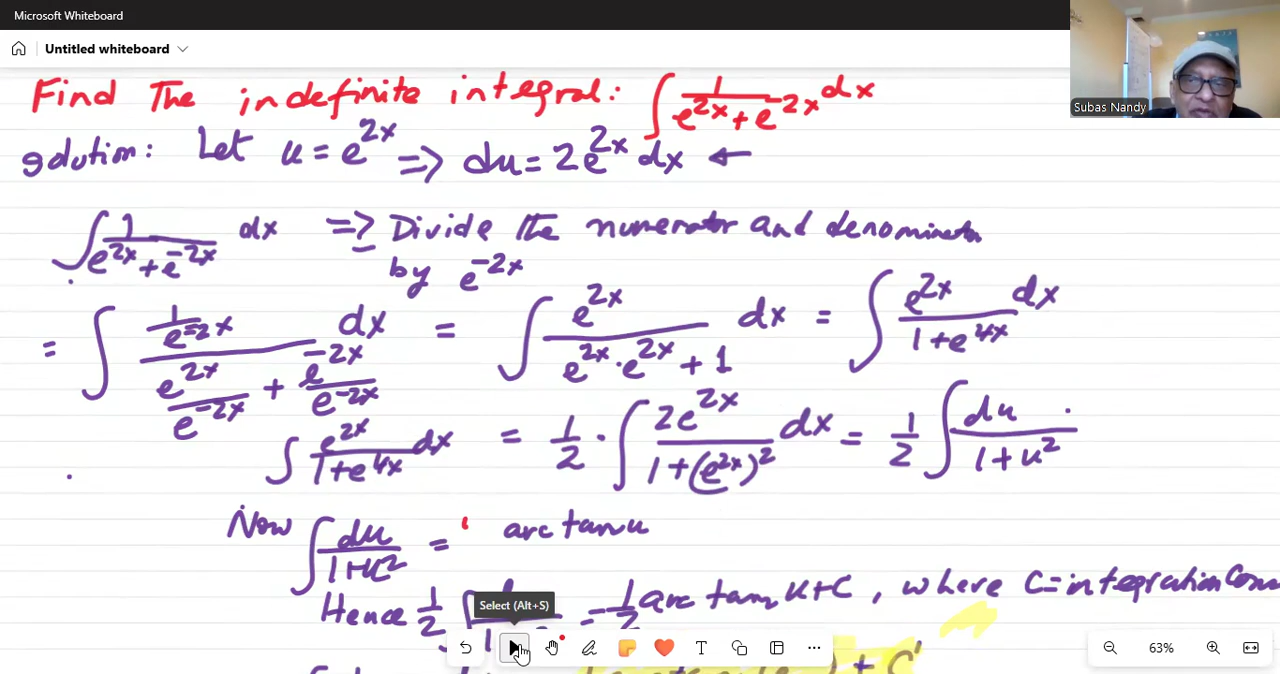 Microsoft Whiteboard
Untitled whiteboard
Subas Nandy
Find The indefinite integral: ∫ 1/(e^2x + e^-2x) dx
solution: Let u = e^2x => du = 2e^2x dx ←
∫ 1/(e^2x + e^-2x) dx => Divide the numerator and denominator
by e^-2x
= ∫ (1/e^-2x)/(e^2x/e^-2x + e^-2x/e^-2x) dx = ∫ e^2x/(e^2x · e^2x + 1) dx = ∫ e^2x/(1 + e^4x) dx
∫ e^2x/(1+e^4x) dx = 1/2 · ∫ 2e^2x/(1+(e^2x)^2) dx = 1/2 ∫ du/(1+u^2)
Now ∫ du/(1+u^2) = arc tan u
Hence 1/2 ∫ = 1/2 arc tan u + C, where C = integration Cons
Select (Alt+S)
+ C
63%